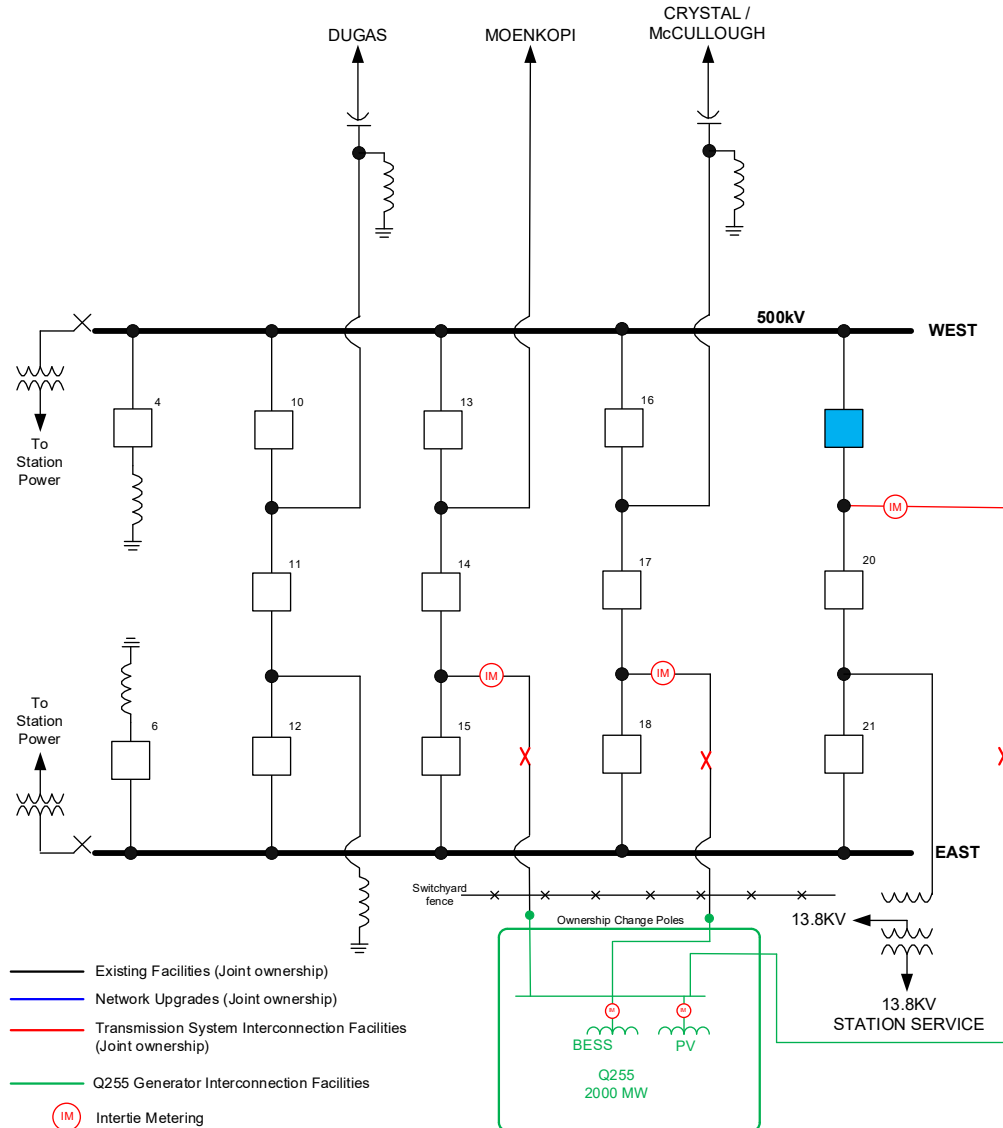 DUGAS
MOENKOPI
CRYSTAL /
McCULLOUGH
500kV
WEST
4
10
13
16
To
Station
Power
IM
11
14
17
20
IM
IM
To
Station
Power
6
12
15
18
21
EAST
Switchyard
fence
Ownership Change Poles
13.8KV
13.8KV
STATION SERVICE
IM
IM
BESS
PV
Q255
2000 MW
Existing Facilities (Joint ownership)
Network Upgrades (Joint ownership)
Transmission System Interconnection Facilities
(Joint ownership)
Q255 Generator Interconnection Facilities
IM
Intertie Metering